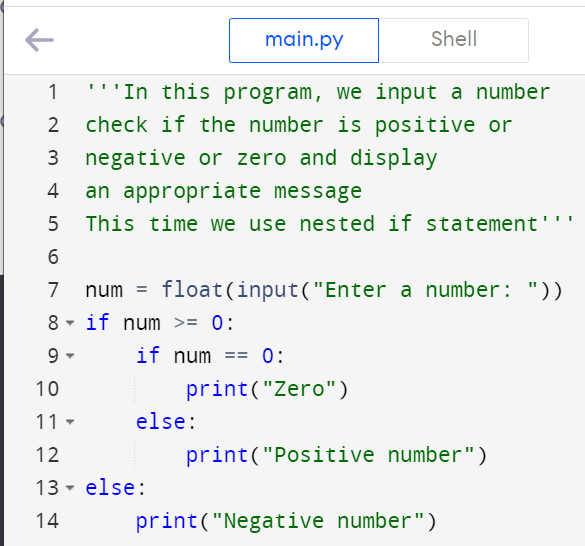 main.py Shell
1 '''In this program, we input a number
2 check if the number is positive or
3 negative or zero and display
4 an appropriate message
5 This time we use nested if statement'''
6
7 num = float(input("Enter a number: "))
8 if num >= 0:
9     if num == 0:
10         print("Zero")
11     else:
12         print("Positive number")
13 else:
14     print("Negative number")